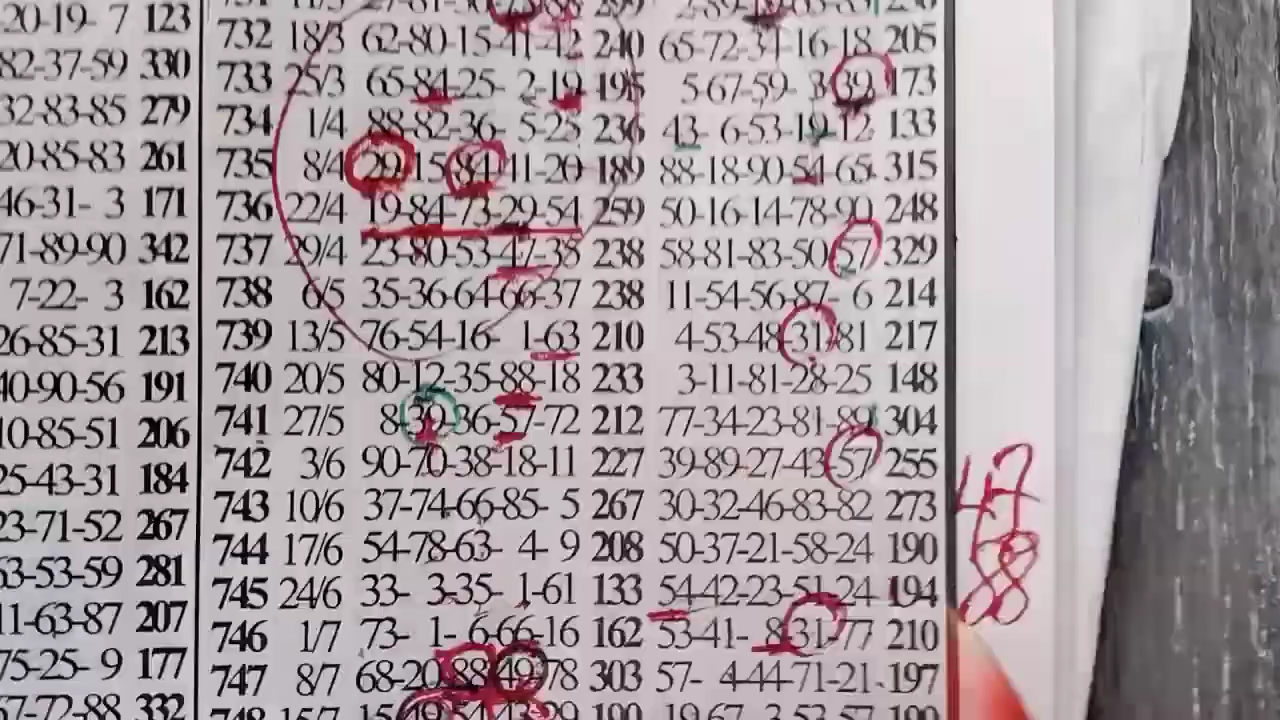 20-19- 7 123
732 18/3 62-80-15-41-42 240 65-72-34-16-18 205
82-37-59 330 733 25/3 65-84-25- 2-19 195 5-67-59- 3-39 173
32-83-85 279 734 1/4 88-82-36- 5-25 236 43- 6-53-19-12 133
20-85-83 261 735 8/4 29-15-84-41-20 189 88-18-90-54-65 315
46-31- 3 171 736 22/4 19-84-73-29-54 259 50-16-14-78-90 248
71-89-90 342 737 29/4 23-80-53-47-35 238 58-81-83-50-57 329
7-22- 3 162 738 6/5 35-36-64-66-37 238 11-54-56-87- 6 214
26-85-31 213 739 13/5 76-54-16- 1-63 210 4-53-48-31-81 217
40-90-56 191 740 20/5 80-12-35-88-18 233 3-11-81-28-25 148
10-85-51 206 741 27/5 8-39-36-57-72 212 77-34-23-81-89 304
25-43-31 184 742 3/6 90-70-38-18-11 227 39-89-27-43-57 255
23-71-52 267 743 10/6 37-74-66-85- 5 267 30-32-46-83-82 273
63-53-59 281 744 17/6 54-78-63- 4- 9 208 50-37-21-58-24 190
11-63-87 207 745 24/6 33- 3-35- 1-61 133 54-42-23-51-24 194
75-25- 9 177 746 1/7 73- 1- 6-66-16 162 53-41- 8-31-77 210
67-72-88 332 747 8/7 68-20-88-49-78 303 57- 4-44-71-21 197
47
88